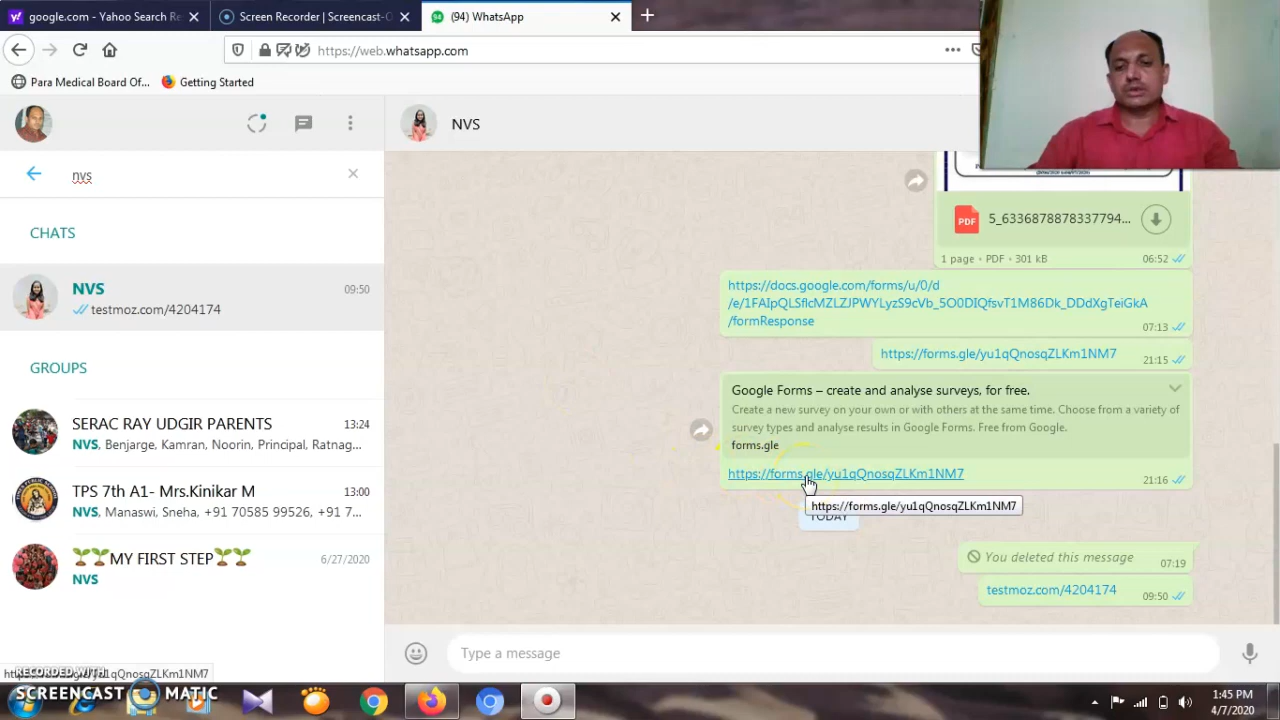 google.com - Yahoo Search Re
Screen Recorder | Screencast-O
(94) WhatsApp
https://web.whatsapp.com
Para Medical Board Of...
Getting Started
NVS
nvs
CHATS
NVS
09:50
testmoz.com/4204174
GROUPS
SERAC RAY UDGIR PARENTS
13:24
NVS, Benjarge, Kamran, Noorin, Principal, Ratnag...
TPS 7th A1- Mrs.Kinikar M
13:00
NVS, Manaswi, Sneha, +91 70585 99526, +91 7...
🌱🌱MY FIRST STEP🌱🌱
6/27/2020
NVS
PDF
5_6336878878337794...
1 page • PDF • 301 kB
06:52
https://docs.google.com/forms/u/0/d
/e/1FAIpQLSflcMZLZJPWYLyzS9cVb_5O0DIQfsvT1M86Dk_DDdXgTeiGkA
/formResponse
07:13
https://forms.gle/yu1qQnosqZLKm1NM7
21:15
Google Forms – create and analyse surveys, for free.
Create a new survey on your own or with others at the same time. Choose from a variety of
survey types and analyse results in Google Forms. Free from Google.
forms.gle
https://forms.gle/yu1qQnosqZLKm1NM7
21:16
https://forms.gle/yu1qQnosqZLKm1NM7
TODAY
You deleted this message
07:19
testmoz.com/4204174
09:50
Type a message
RECORDED WITH
SCREENCAST MATIC
1:45 PM
4/7/2020